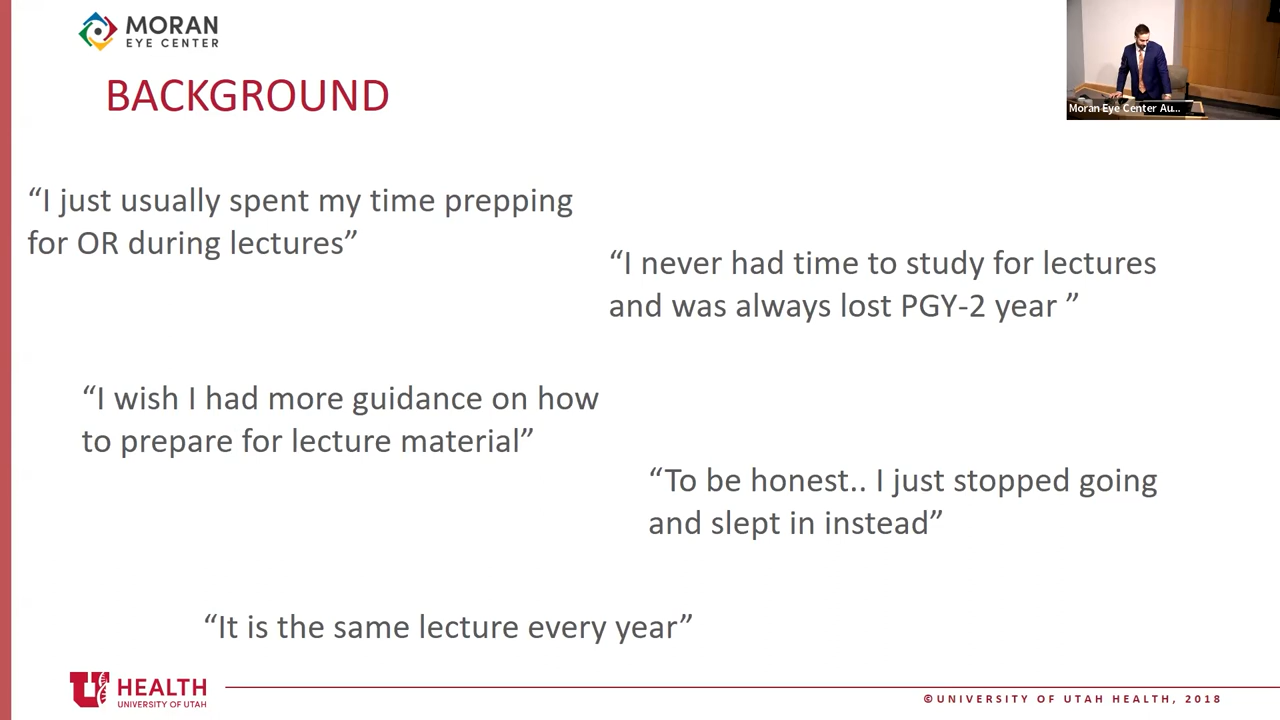 MORAN
EYE CENTER
BACKGROUND
Moran Eye Center Au...
“I just usually spent my time prepping
for OR during lectures”
“I never had time to study for lectures
and was always lost PGY-2 year ”
“I wish I had more guidance on how
to prepare for lecture material”
“To be honest.. I just stopped going
and slept in instead”
“It is the same lecture every year”
U HEALTH
UNIVERSITY OF UTAH
©UNIVERSITY OF UTAH HEALTH, 2018